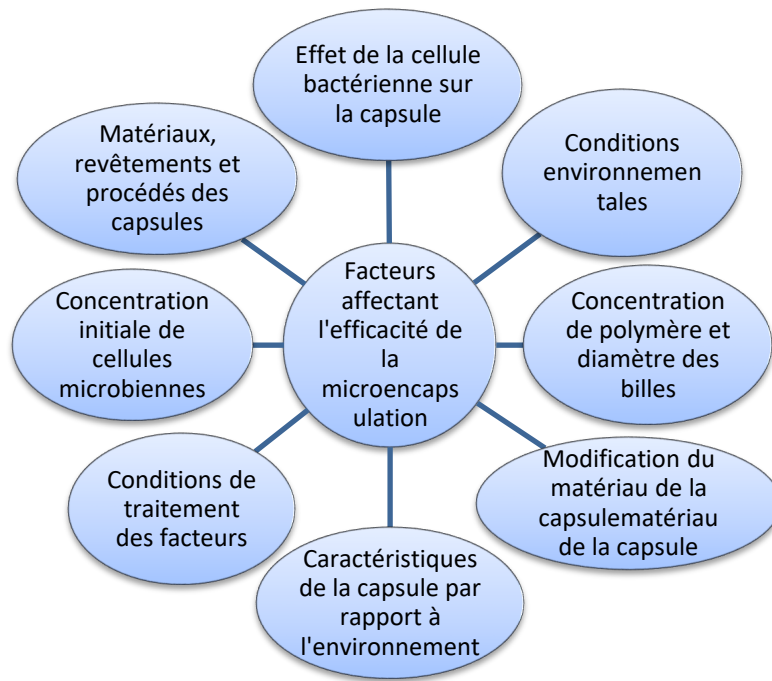 Effet de la cellule
bactérienne sur
la capsule
Matériaux,
revêtements et
procédés des
capsules
Conditions
environnemen
tales
Facteurs
affectant
l'efficacité de
la
microencaps
ulation
Concentration
initiale de
cellules
microbiennes
Concentration
de polymère et
diamètre des
billes
Conditions de
traitement des
facteurs
Modification du
matériau de la
capsulematériau
de la capsule
Caractéristiques
de la capsule par
rapport à
l'environnement